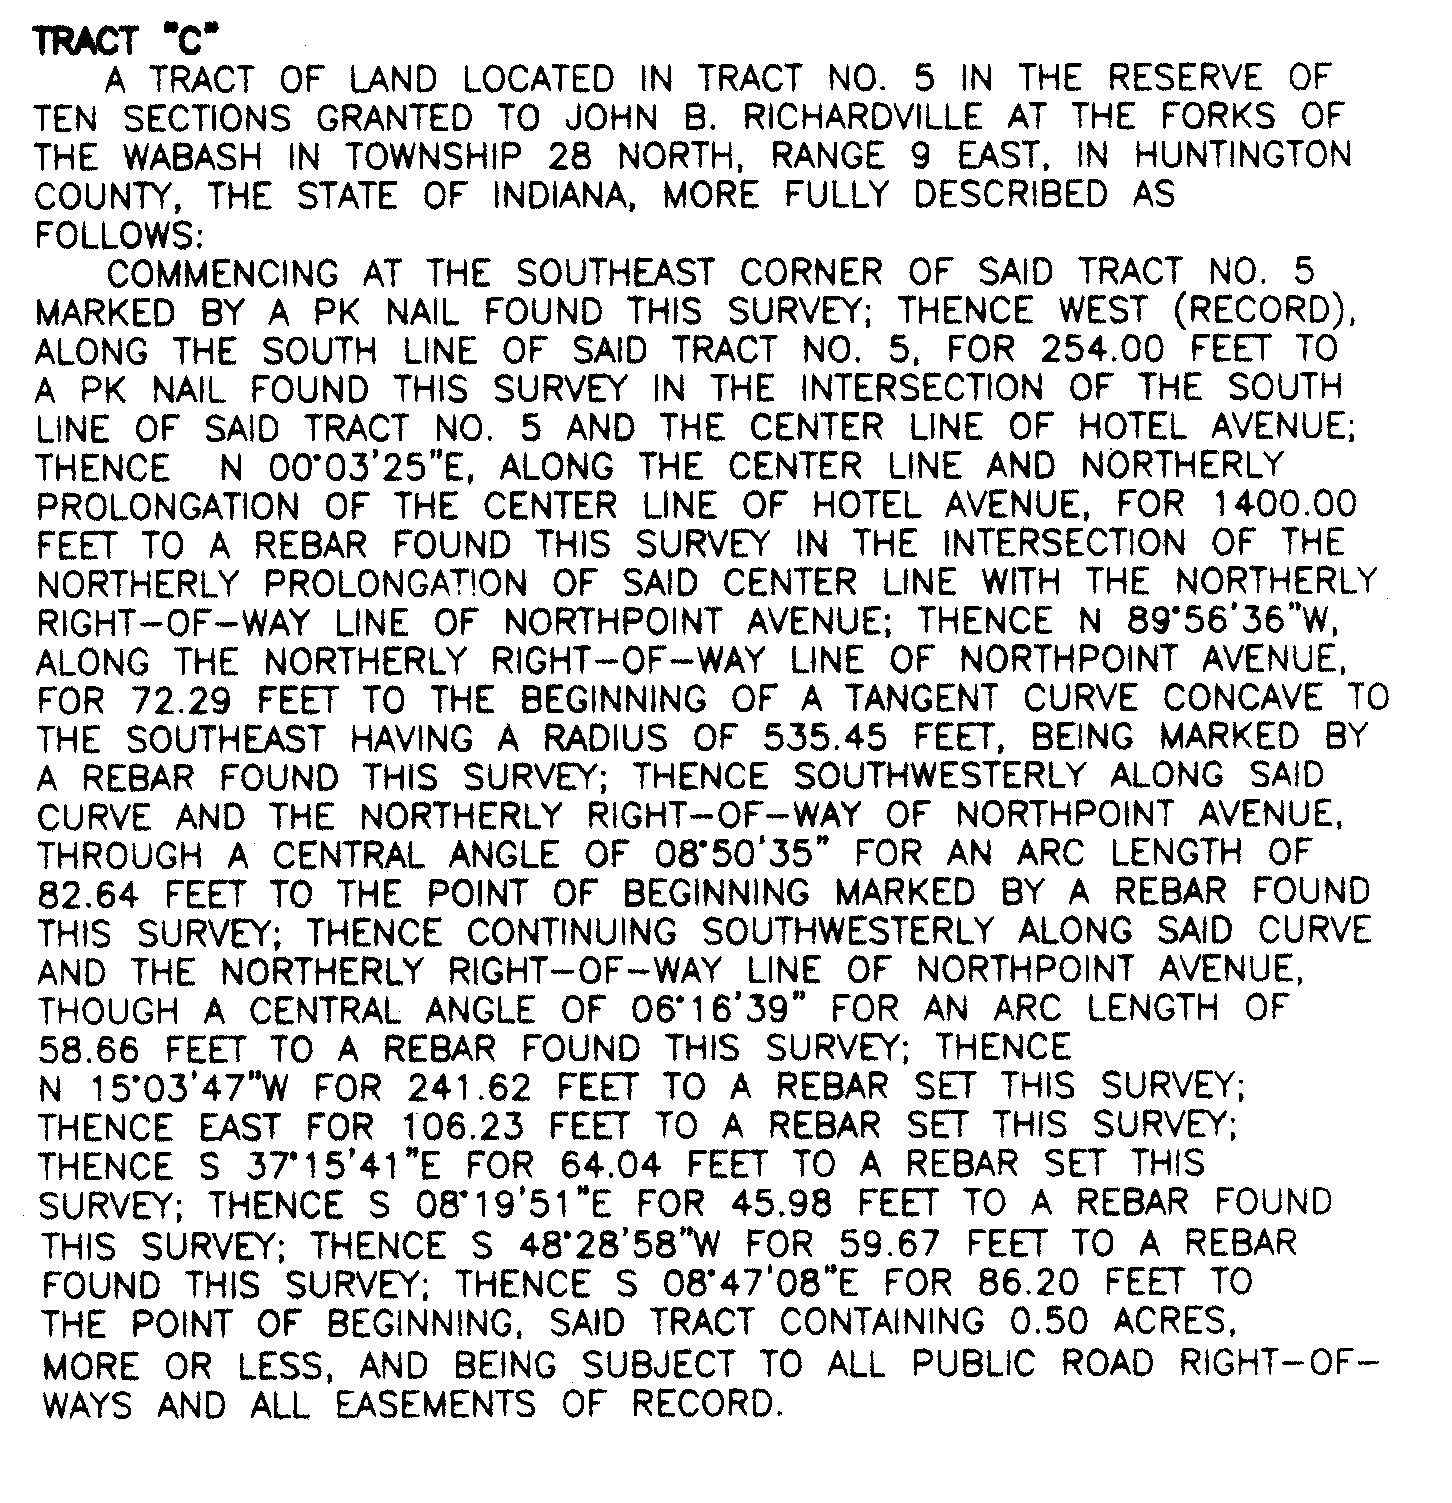 TRACT "C"
A TRACT OF LAND LOCATED IN TRACT NO. 5 IN THE RESERVE OF
TEN SECTIONS GRANTED TO JOHN B. RICHARDVILLE AT THE FORKS OF
THE WABASH IN TOWNSHIP 28 NORTH, RANGE 9 EAST, IN HUNTINGTON
COUNTY, THE STATE OF INDIANA, MORE FULLY DESCRIBED AS
FOLLOWS:
COMMENCING AT THE SOUTHEAST CORNER OF SAID TRACT NO. 5
MARKED BY A PK NAIL FOUND THIS SURVEY; THENCE WEST (RECORD),
ALONG THE SOUTH LINE OF SAID TRACT NO. 5, FOR 254.00 FEET TO
A PK NAIL FOUND THIS SURVEY IN THE INTERSECTION OF THE SOUTH
LINE OF SAID TRACT NO. 5 AND THE CENTER LINE OF HOTEL AVENUE;
THENCE N 00°03'25"E, ALONG THE CENTER LINE AND NORTHERLY
PROLONGATION OF THE CENTER LINE OF HOTEL AVENUE, FOR 1400.00
FEET TO A REBAR FOUND THIS SURVEY IN THE INTERSECTION OF THE
NORTHERLY PROLONGATION OF SAID CENTER LINE WITH THE NORTHERLY
RIGHT-OF-WAY LINE OF NORTHPOINT AVENUE; THENCE N 89°56'36"W,
ALONG THE NORTHERLY RIGHT-OF-WAY LINE OF NORTHPOINT AVENUE,
FOR 72.29 FEET TO THE BEGINNING OF A TANGENT CURVE CONCAVE TO
THE SOUTHEAST HAVING A RADIUS OF 535.45 FEET, BEING MARKED BY
A REBAR FOUND THIS SURVEY; THENCE SOUTHWESTERLY ALONG SAID
CURVE AND THE NORTHERLY RIGHT-OF-WAY OF NORTHPOINT AVENUE,
THROUGH A CENTRAL ANGLE OF 08°50'35" FOR AN ARC LENGTH OF
82.64 FEET TO THE POINT OF BEGINNING MARKED BY A REBAR FOUND
THIS SURVEY; THENCE CONTINUING SOUTHWESTERLY ALONG SAID CURVE
AND THE NORTHERLY RIGHT-OF-WAY LINE OF NORTHPOINT AVENUE,
THOUGH A CENTRAL ANGLE OF 06°16'39" FOR AN ARC LENGTH OF
58.66 FEET TO A REBAR FOUND THIS SURVEY; THENCE
N 15°03'47"W FOR 241.62 FEET TO A REBAR SET THIS SURVEY;
THENCE EAST FOR 106.23 FEET TO A REBAR SET THIS SURVEY;
THENCE S 37°15'41"E FOR 64.04 FEET TO A REBAR SET THIS
SURVEY; THENCE S 08°19'51"E FOR 45.98 FEET TO A REBAR FOUND
THIS SURVEY; THENCE S 48°28'58"W FOR 59.67 FEET TO A REBAR
FOUND THIS SURVEY; THENCE S 08°47'08"E FOR 86.20 FEET TO
THE POINT OF BEGINNING, SAID TRACT CONTAINING 0.50 ACRES,
MORE OR LESS, AND BEING SUBJECT TO ALL PUBLIC ROAD RIGHT-OF-
WAYS AND ALL EASEMENTS OF RECORD.